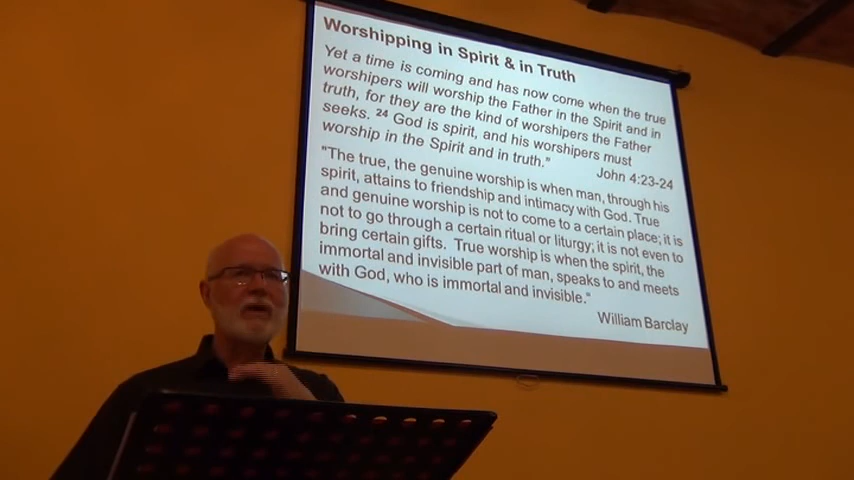 Worshipping in Spirit & in Truth
Yet a time is coming and has now come when the true
worshipers will worship the Father in the Spirit and in
truth, for they are the kind of worshipers the Father
seeks. 24 God is spirit, and his worshipers must
worship in the Spirit and in truth."
John 4:23-24
"The true, the genuine worship is when man, through his
spirit, attains to friendship and intimacy with God. True
and genuine worship is not to come to a certain place; it is
not to go through a certain ritual or liturgy; it is not even to
bring certain gifts. True worship is when the spirit, the
immortal and invisible part of man, speaks to and meets
with God, who is immortal and invisible."
William Barclay